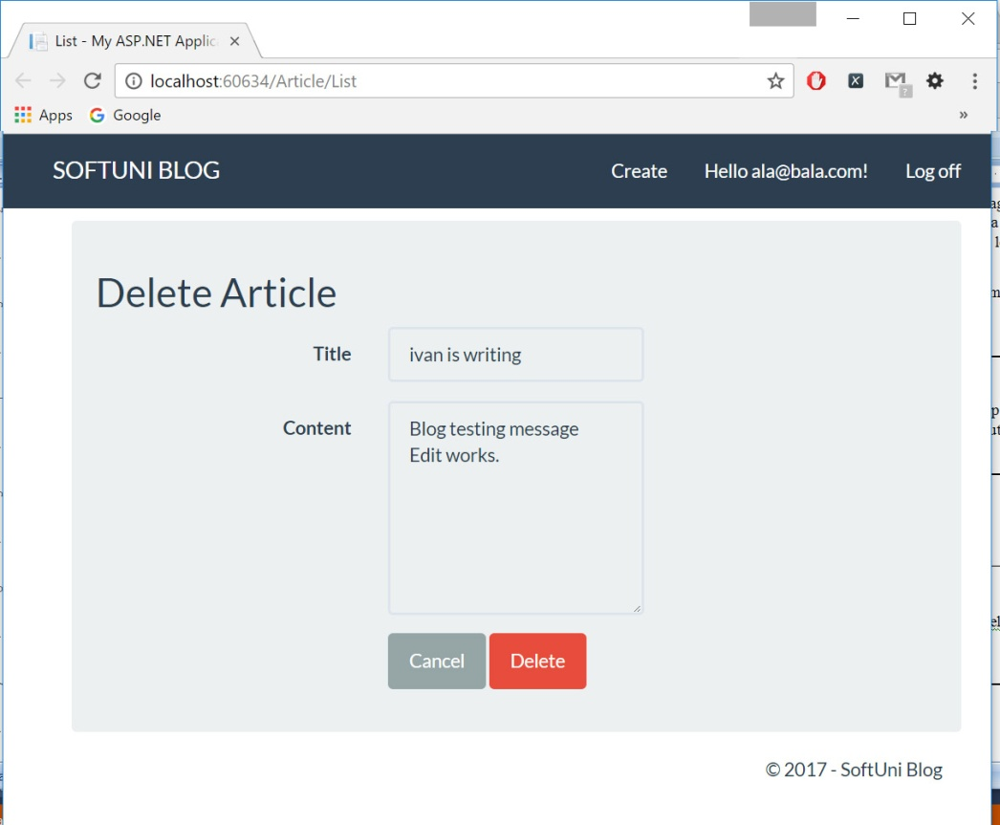 List - My ASP.NET Applic
localhost:60634/Article/List
Apps
Google
»
SOFTUNI BLOG
Create
Hello ala@bala.com!
Log off
Delete Article
Title
ivan is writing
Content
Blog testing message
Edit works.
Cancel
Delete
© 2017 - SoftUni Blog